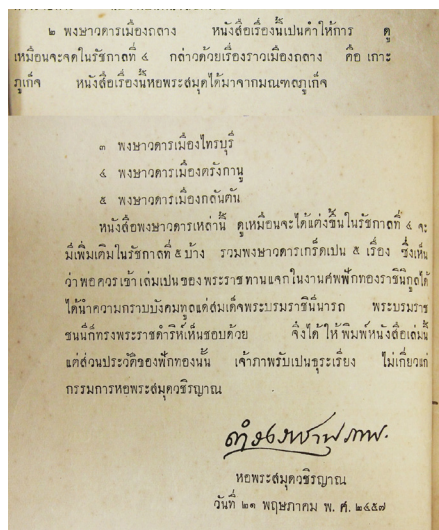 ๒ พงษาวดารเมืองถลาง หนังสือเรื่องนี้เปนคำให้การ ดู
เหมือนจะจดในรัชกาลที่ ๔ กล่าวด้วยเรื่องราวเมืองถลาง คือ เกาะ
ภูเก็จ หนังสือเรื่องนี้หอพระสมุดได้มาจากมณฑลภูเก็จ
๓ พงษาวดารเมืองไทรบุรี
๔ พงษาวดารเมืองตรังกานู
๕ พงษาวดารเมืองกลันตัน
หนังสือพงษาวดารเหล่านี้ ดูเหมือนจะได้แต่งขึ้นในรัชกาลที่ ๔ จะ
มีเพิ่มเติมในรัชกาลที่ ๕ บ้าง รวมพงษาวดารเกร็ดเปน ๕ เรื่อง ซึ่งเห็น
ว่าพอควรเข้าเล่มเปนของพระราชทานแจกในงานศพฟักทองราชินิกูลได้
ได้นำความกราบบังคมทูลแด่สมเด็จพระบรมราชินีนารถ พระบรมราช
ชนนีก็ทรงพระราชดำริห์เห็นชอบด้วย จึงได้ให้พิมพ์หนังสือเล่มนี้
แต่ส่วนประวัติของฟักทองนั้น เจ้าภาพรับเปนธุระเรียง ไม่เกี่ยวแก่
กรรมการหอพระสมุดวชิรญาณ
ดำรงราชานุภาพ.
หอพระสมุดวชิรญาณ
วันที่ ๒๑ พฤษภาคม พ. ศ. ๒๔๕๗